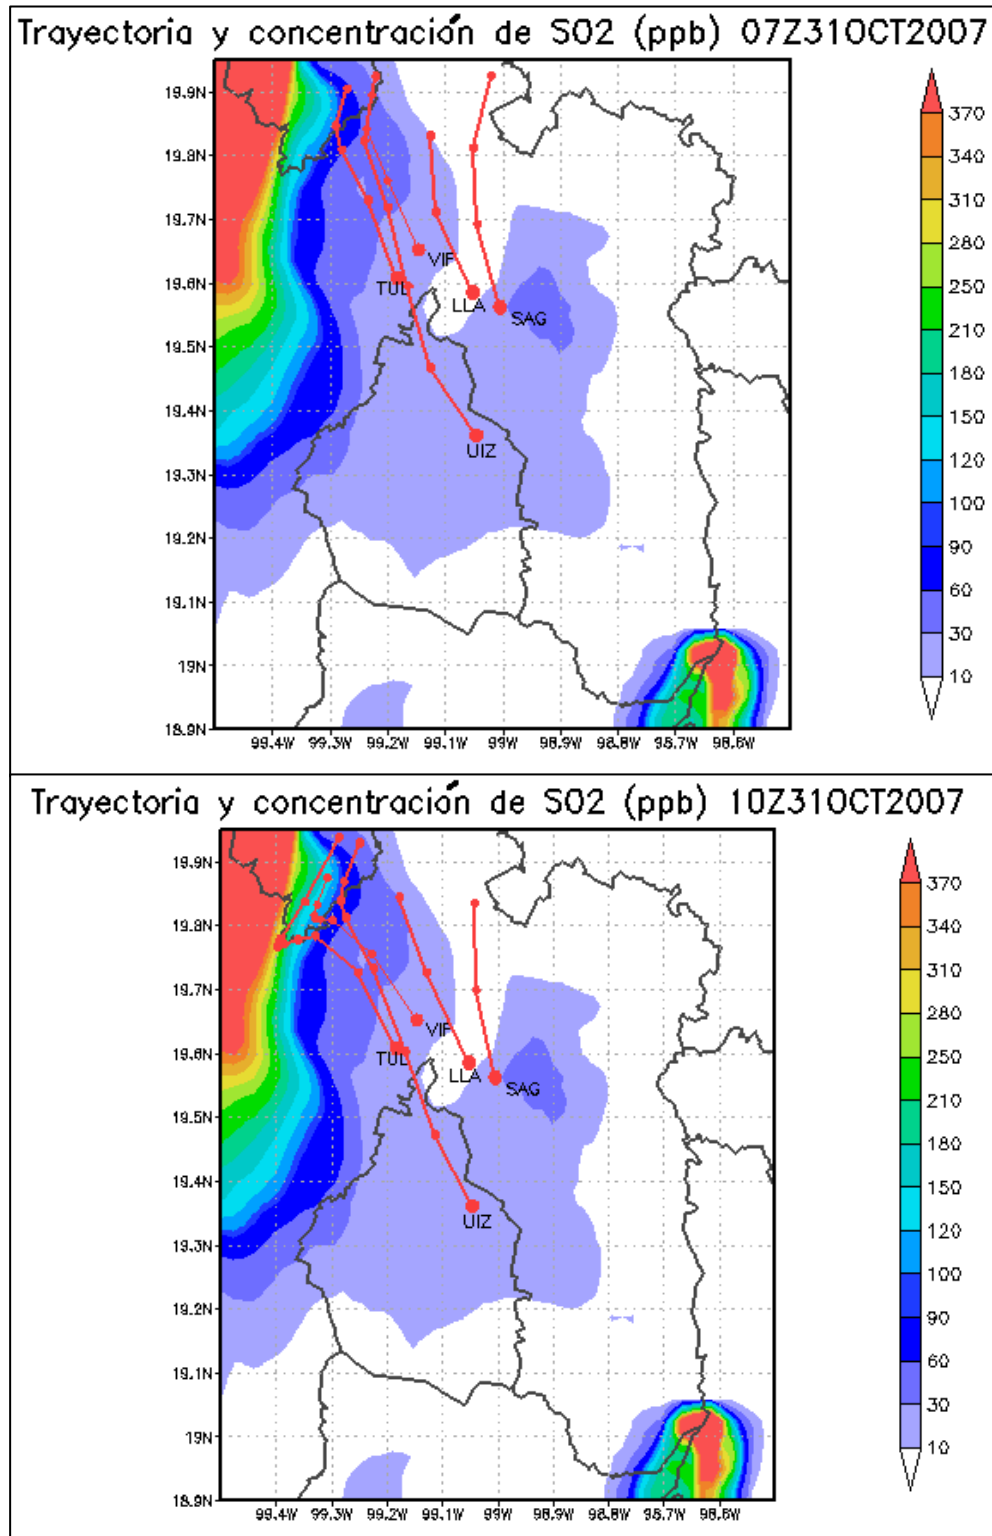 Trayectoria y concentración de SO2 (ppb) 07Z31OCT2007
19.9N
19.8N
19.7N
19.6N
19.5N
19.4N
19.3N
19.2N
19.1N
19N
18.9N
99.4W 99.3W 99.2W 99.1W 99W 98.9W 98.8W 98.7W 98.6W
VIF
TUL
LLA
SAG
UIZ
370
340
310
280
250
210
180
150
120
100
90
60
30
10
Trayectoria y concentración de SO2 (ppb) 10Z31OCT2007
19.9N
19.8N
19.7N
19.6N
19.5N
19.4N
19.3N
19.2N
19.1N
19N
18.9N
99.4W 99.3W 99.2W 99.1W 99W 98.9W 98.8W 98.7W 98.6W
VIF
TUL
LLA
SAG
UIZ
370
340
310
280
250
210
180
150
120
100
90
60
30
10